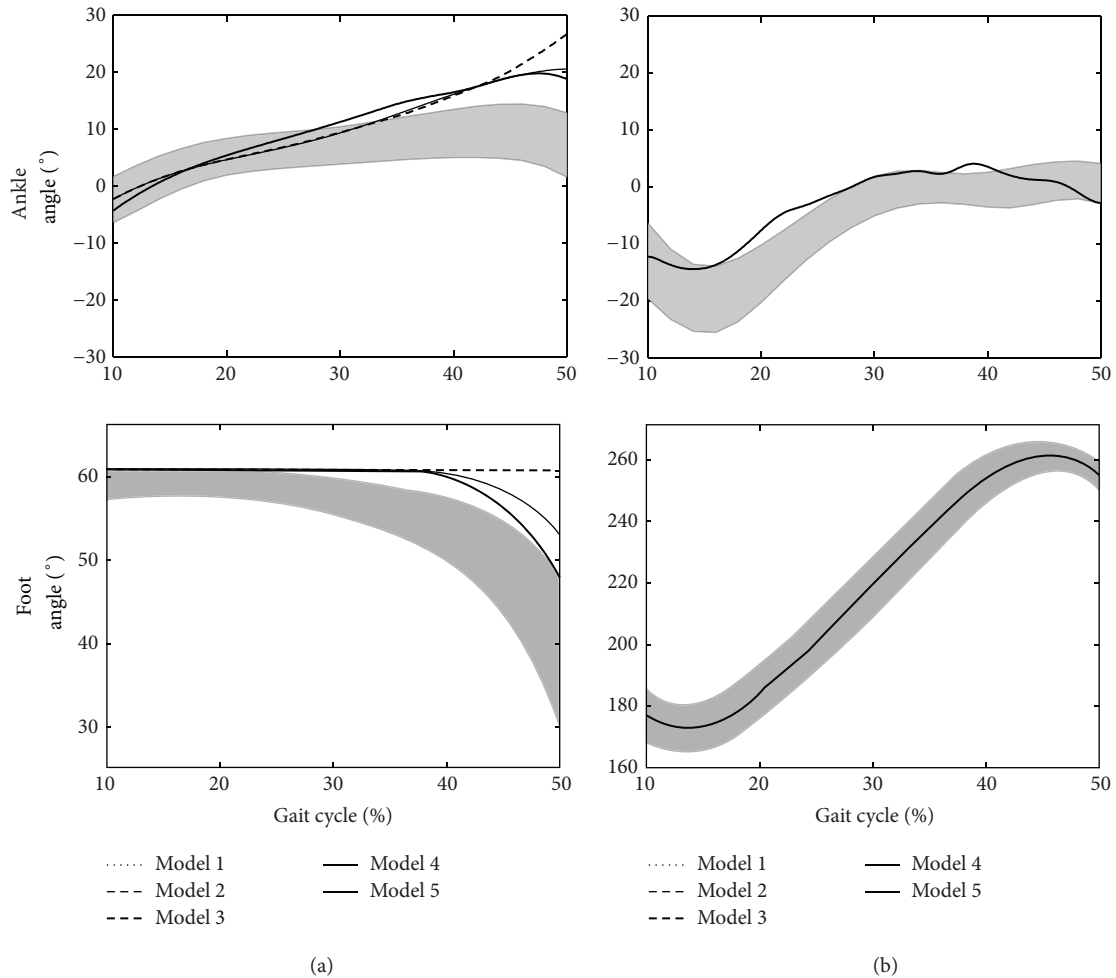 Ankle
angle (°)
30
20
10
0
−10
−20
−30
10 20 30 40 50
30
20
10
0
−10
−20
−30
10 20 30 40 50
Foot
angle (°)
60
50
40
30
10 20 30 40 50
Gait cycle (%)
260
240
220
200
180
160
10 20 30 40 50
Gait cycle (%)
Model 1
Model 2
Model 3
Model 4
Model 5
(a)
Model 1
Model 2
Model 3
Model 4
Model 5
(b)